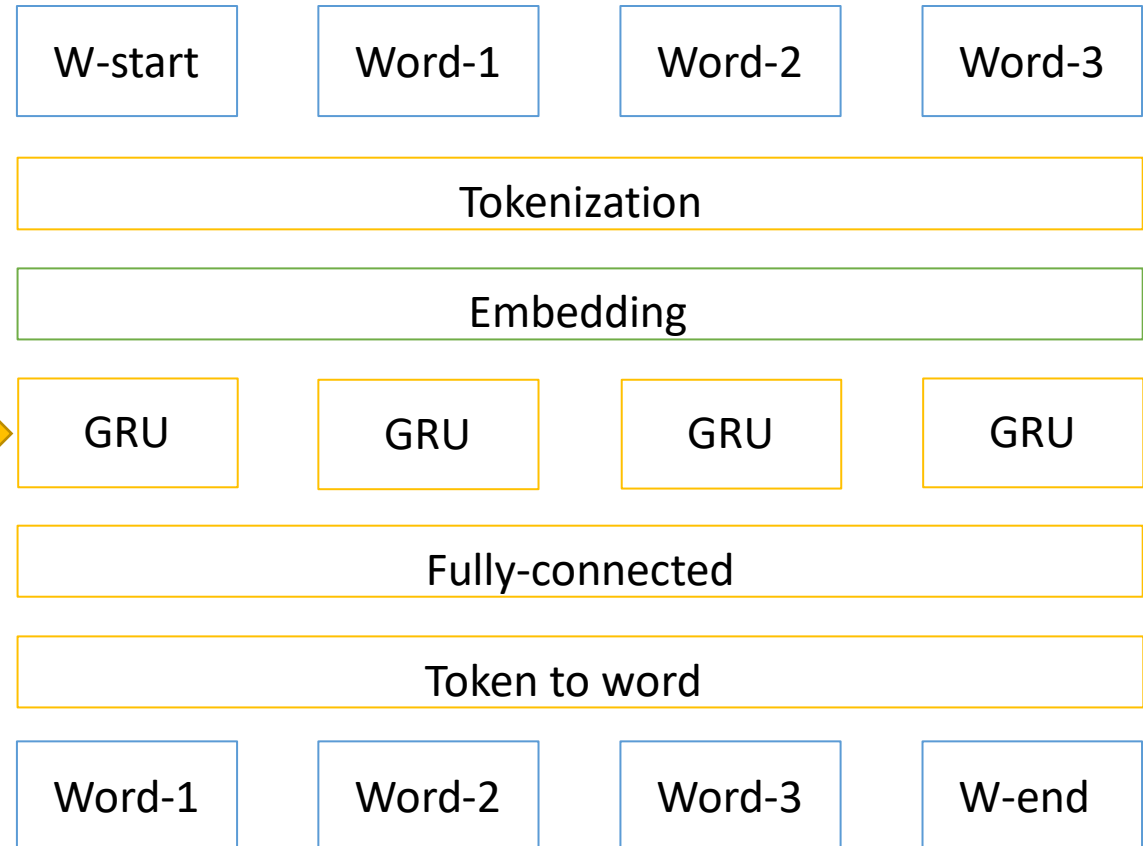 W-start Word-1 Word-2 Word-3
Tokenization
Embedding
GRU GRU GRU GRU
Fully-connected
Token to word
Word-1 Word-2 Word-3 W-end